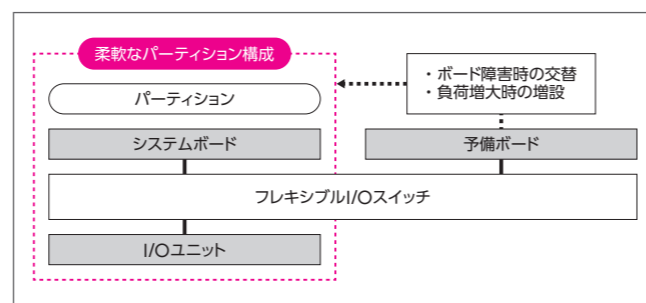 柔軟なパーティション構成
パーティション
・ボード障害時の交替
・負荷増大時の増設
システムボード
予備ボード
フレキシブルI/Oスイッチ
I/Oユニット